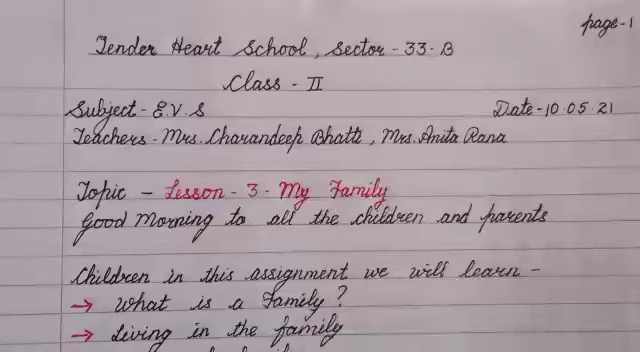 page-1
Tender Heart School, Sector-33-B
Class - II
Subject - E.V.S
Date-10.05.21
Teachers - Mrs. Charandeep Bhatti, Mrs. Anita Rana
Topic - Lesson - 3 - My Family
Good Morning to all the children and parents
Children in this assignment we will learn -
→ What is a Family?
→ Living in the family